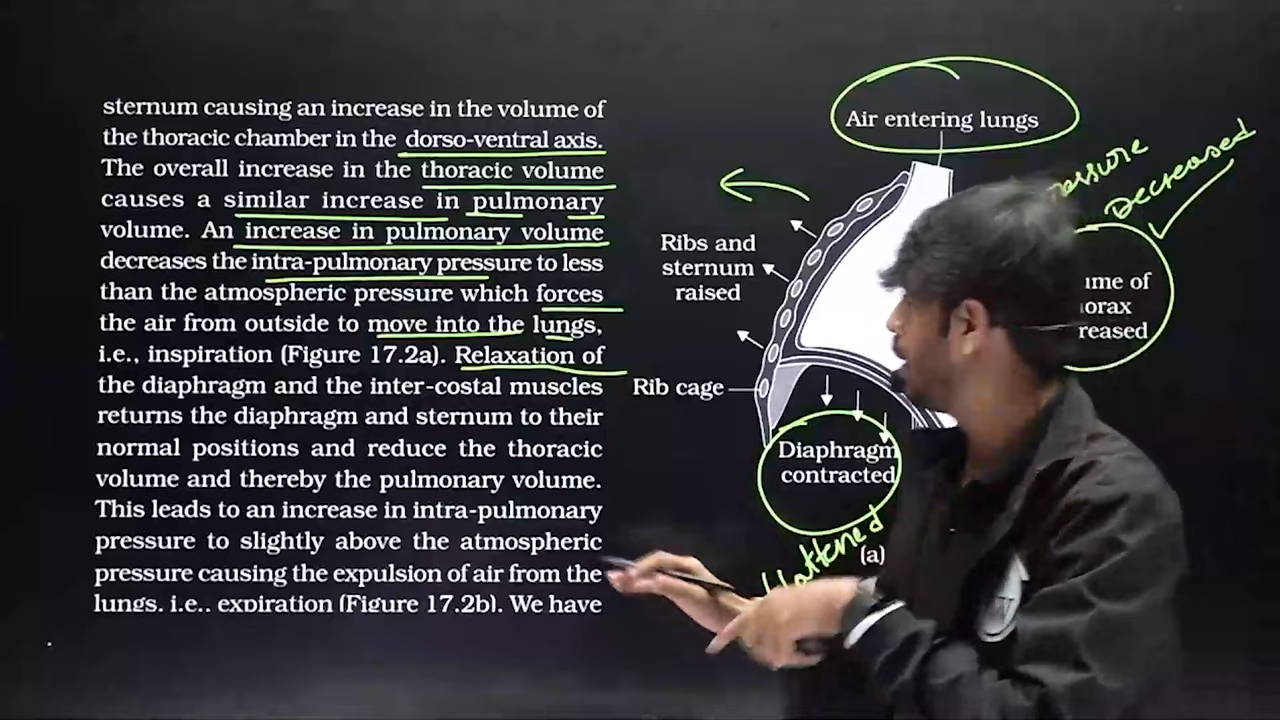 sternum causing an increase in the volume of
the thoracic chamber in the dorso-ventral axis.
The overall increase in the thoracic volume
causes a similar increase in pulmonary
volume. An increase in pulmonary volume
decreases the intra-pulmonary pressure to less
than the atmospheric pressure which forces
the air from outside to move into the lungs,
i.e., inspiration (Figure 17.2a). Relaxation of
the diaphragm and the inter-costal muscles
returns the diaphragm and sternum to their
normal positions and reduce the thoracic
volume and thereby the pulmonary volume.
This leads to an increase in intra-pulmonary
pressure to slightly above the atmospheric
pressure causing the expulsion of air from the
lungs, i.e., expiration (Figure 17.2b). We have
Air entering lungs
Decreased
Ribs and
sternum
raised
Rib cage
Diaphragm
contracted
flattened
(a)